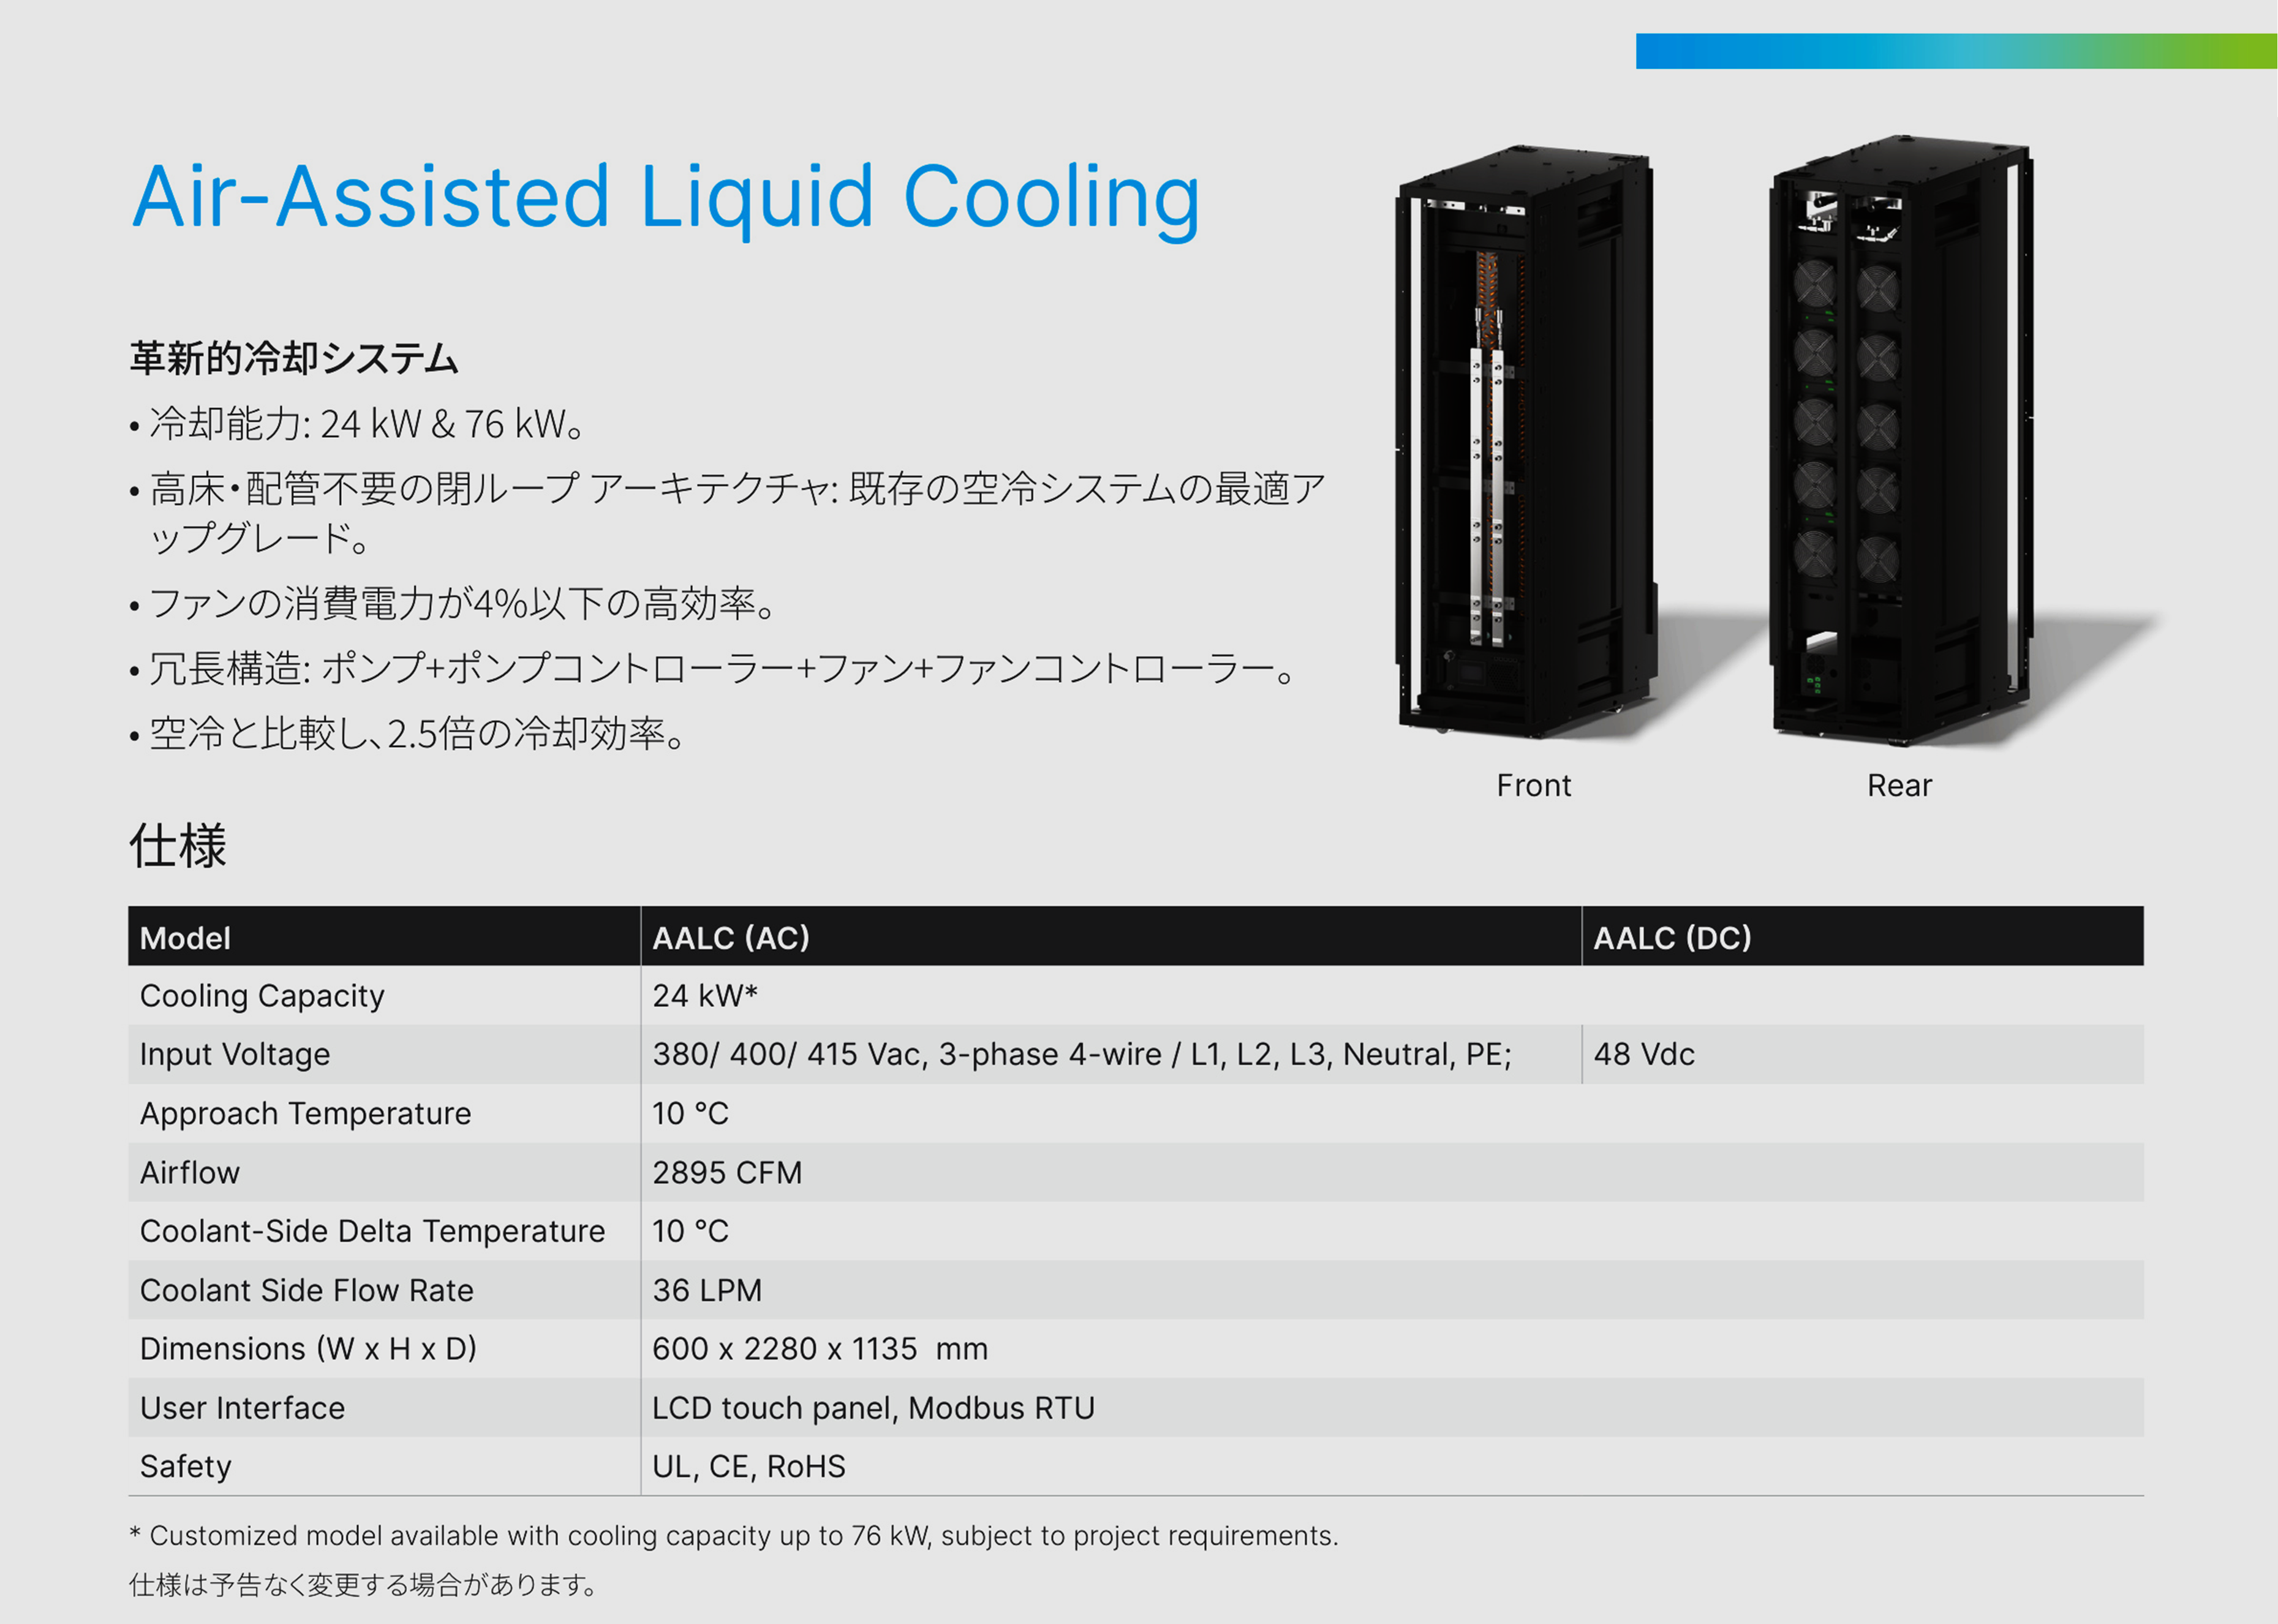 Air-Assisted Liquid Cooling
革新的冷却システム
• 冷却能力: 24 kW & 76 kW。
• 高床・配管不要の閉ループ アーキテクチャ: 既存の空冷システムの最適ア
ップグレード。
• ファンの消費電力が4%以下の高効率。
• 冗長構造: ポンプ+ポンプコントローラー+ファン+ファンコントローラー。
• 空冷と比較し、2.5倍の冷却効率。
Front
Rear
仕様
Model AALC (AC) AALC (DC)
Cooling Capacity 24 kW*
Input Voltage 380/ 400/ 415 Vac, 3-phase 4-wire / L1, L2, L3, Neutral, PE; 48 Vdc
Approach Temperature 10 °C
Airflow 2895 CFM
Coolant-Side Delta Temperature 10 °C
Coolant Side Flow Rate 36 LPM
Dimensions (W x H x D) 600 x 2280 x 1135 mm
User Interface LCD touch panel, Modbus RTU
Safety UL, CE, RoHS
* Customized model available with cooling capacity up to 76 kW, subject to project requirements.
仕様は予告なく変更する場合があります。